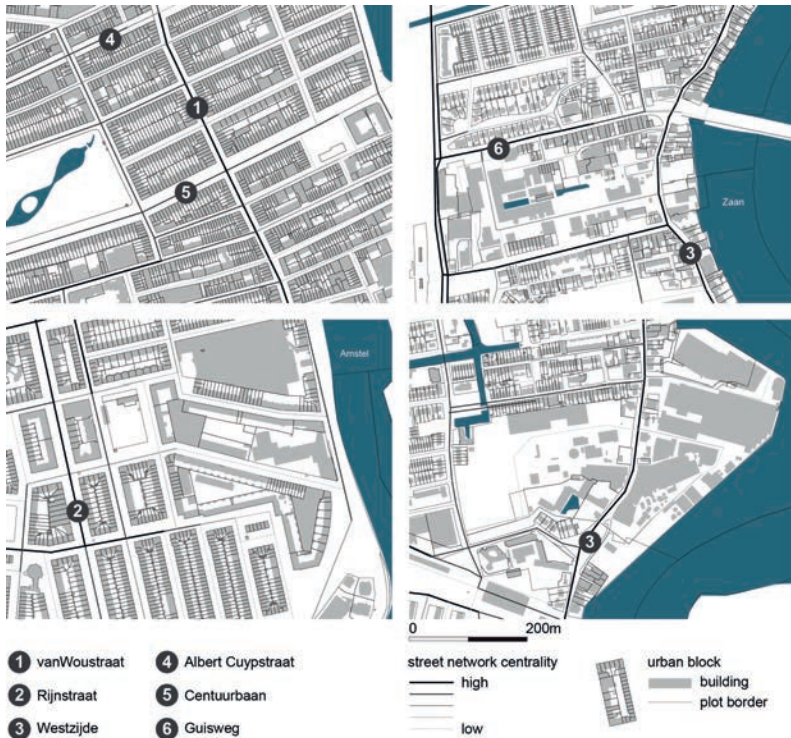 4
1
5
6
Zaan
3
Amstel
2
3
0 200m
1 vanWoustraat
2 Rijnstraat
3 Westzijde
4 Albert Cuypstraat
5 Centuurbaan
6 Guisweg
street network centrality
high
low
urban block
building
plot border